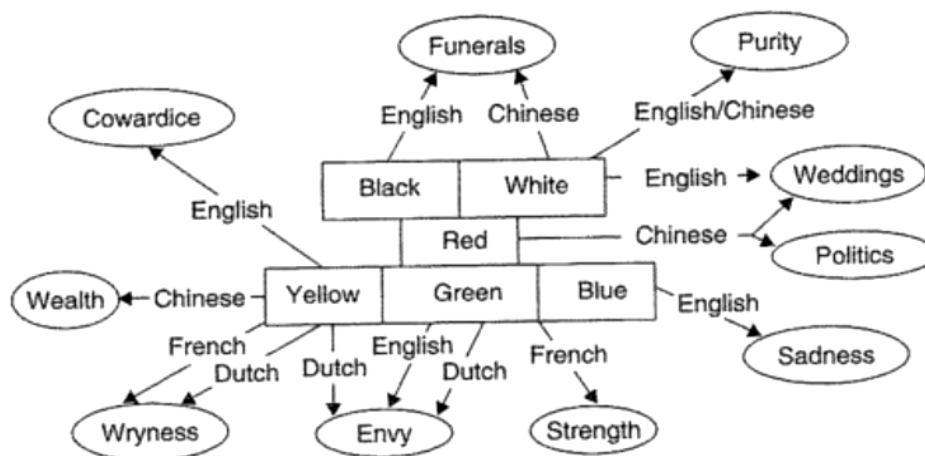 Funerals
Purity
Cowardice
English
Chinese
English/Chinese
Black
White
English
Weddings
English
Red
Chinese
Politics
Wealth
Chinese
Yellow
Green
Blue
English
French
Dutch
Dutch
English
Dutch
French
Sadness
Wryness
Envy
Strength